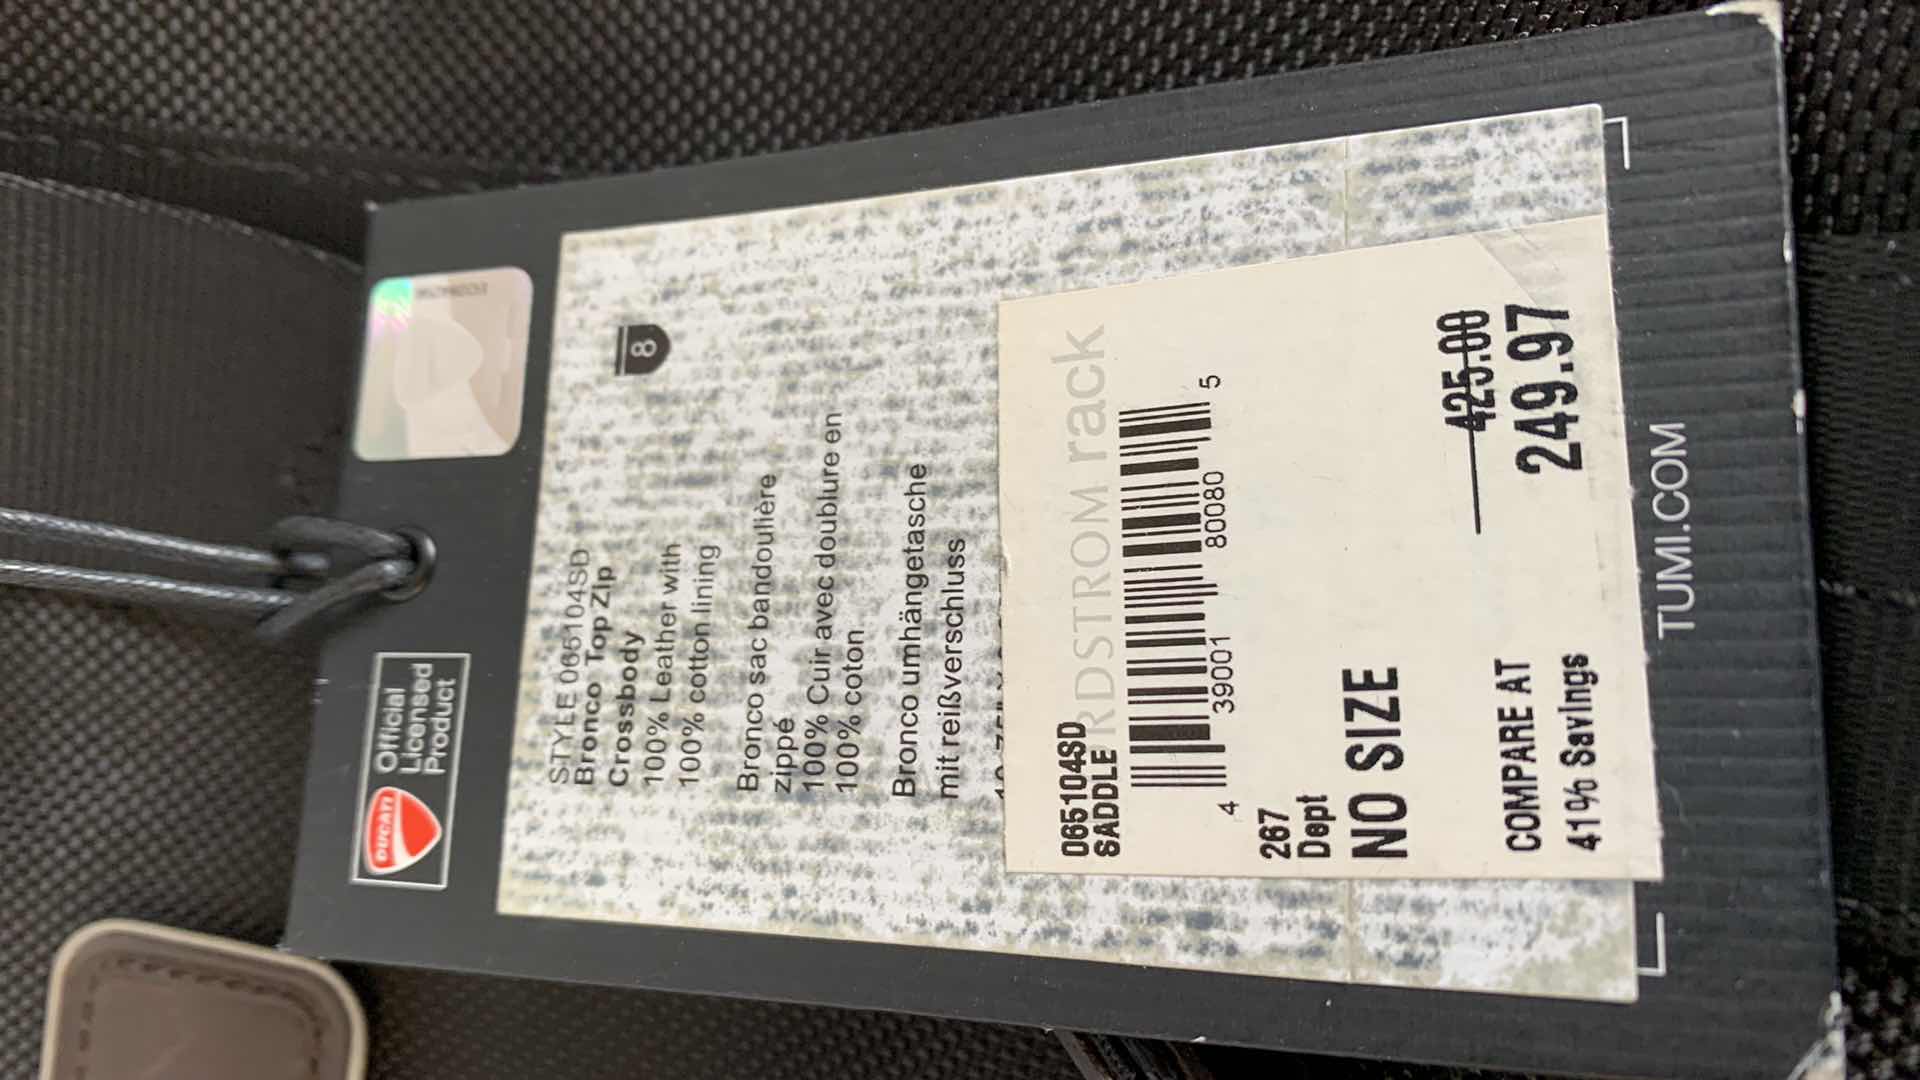 DUCATI
Official
Licensed
Product
STYLE 065104SD
Bronco Top Zip
Crossbody
100% Leather with
100% cotton lining
8
Bronco sac bandoulière
zippé
100% Cuir avec doublure en
100% coton
Bronco umhängetasche
mit reißverschluss
065104SD
SADDLE
RDSTROM rack
4 39001 80080 5
267
Dept
NO SIZE
COMPARE AT 425.00
41% Savings 249.97
TUMI.COM